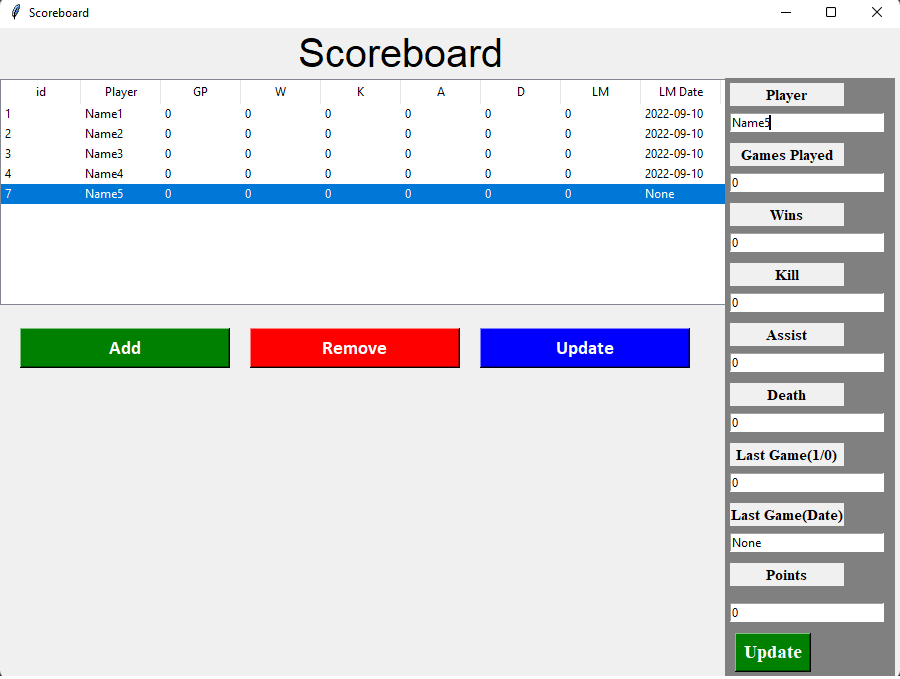 Scoreboard
Scoreboard
id Player GP W K A D LM LM Date
1 Name1 0 0 0 0 0 0 2022-09-10
2 Name2 0 0 0 0 0 0 2022-09-10
3 Name3 0 0 0 0 0 0 2022-09-10
4 Name4 0 0 0 0 0 0 2022-09-10
7 Name5 0 0 0 0 0 0 None
Add Remove Update
Player
Name5
Games Played
0
Wins
0
Kill
0
Assist
0
Death
0
Last Game(1/0)
0
Last Game(Date)
None
Points
0
Update